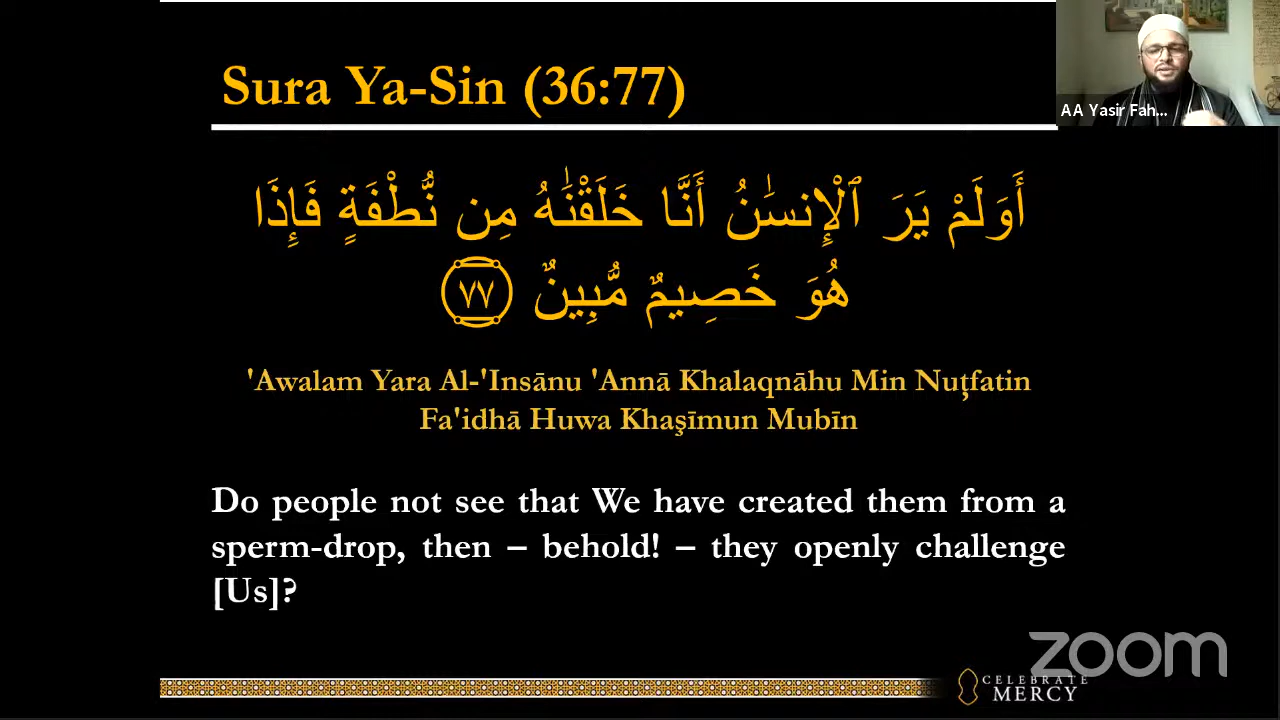 Sura Ya-Sin (36:77)
AA Yasir Fah...
أَوَلَمْ يَرَ ٱلْإِنسَـٰنُ أَنَّا خَلَقْنَـٰهُ مِن نُّطْفَةٍ فَإِذَا
هُوَ خَصِيمٌ مُّبِينٌ ٧٧
'Awalam Yara Al-'Insānu 'Annā Khalaqnāhu Min Nuţfatin
Fa'idhā Huwa Khaşīmun Mubīn
Do people not see that We have created them from a
sperm-drop, then – behold! – they openly challenge
[Us]?
zoom
CELEBRATE
MERCY